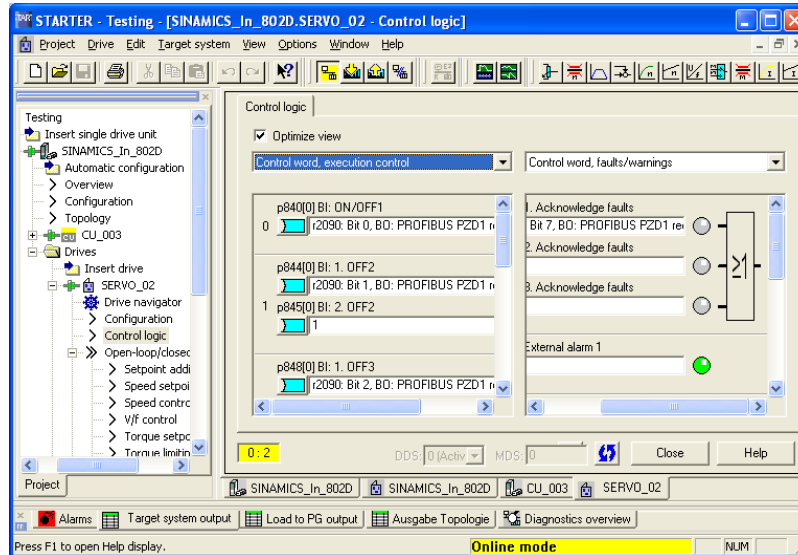 STARTER - Testing - [SINAMICS_In_802D.SERVO_02 - Control logic]
Project Drive Edit Target system View Options Window Help
Testing
Insert single drive unit
SINAMICS_In_802D
Automatic configuration
Overview
Configuration
Topology
CU_003
Drives
Insert drive
SERVO_02
Drive navigator
Configuration
Control logic
Open-loop/closed
Setpoint addi
Speed setpoi
Speed contro
V/f control
Torque setpo
Torque limitin
Project
Control logic
Optimize view
Control word, execution control
p840[0] BI: ON/OFF1
0 r2090: Bit 0, BO: PROFIBUS PZD1 re
p844[0] BI: 1. OFF2
r2090: Bit 1, BO: PROFIBUS PZD1 re
1 p845[0] BI: 2. OFF2
1
p848[0] BI: 1. OFF3
r2090: Bit 2, BO: PROFIBUS PZD1 re
Control word, faults/warnings
1. Acknowledge faults
Bit 7, BO: PROFIBUS PZD1 re
2. Acknowledge faults
≥1
3. Acknowledge faults
External alarm 1
0 : 2 DDS: 0 (Activ MDS: 0 Close Help
SINAMICS_In_802D SINAMICS_In_802D CU_003 SERVO_02
Alarms Target system output Load to PG output Ausgabe Topologie Diagnostics overview
Press F1 to open Help display. Online mode NUM